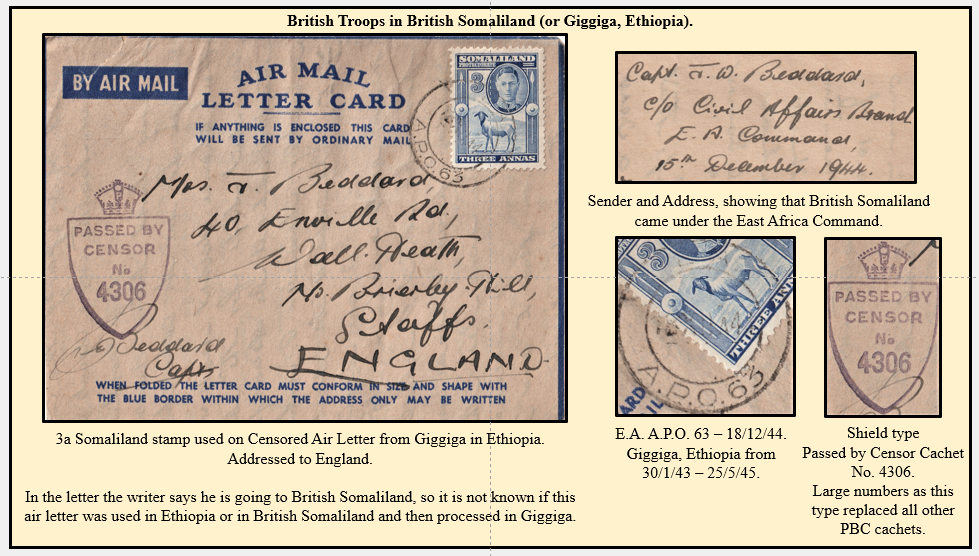 British Troops in British Somaliland (or Giggiga, Ethiopia).
BY AIR MAIL
AIR MAIL
LETTER CARD
IF ANYTHING IS ENCLOSED THIS CARD
WILL BE SENT BY ORDINARY MAIL
SOMALILAND
PROTECTORATE
3
THREE ANNAS
A.P.O. 63
Mrs. J. Beddard,
40, Enville Rd.,
Wall Heath,
Nr. Brierley Hill,
Staffs.
ENGLAND
PASSED BY
CENSOR
No
4306
Beddard
Capt.
WHEN FOLDED THE LETTER CARD MUST CONFORM IN SIZE AND SHAPE WITH
THE BLUE BORDER WITHIN WHICH THE ADDRESS ONLY MAY BE WRITTEN
3a Somaliland stamp used on Censored Air Letter from Giggiga in Ethiopia.
Addressed to England.
In the letter the writer says he is going to British Somaliland, so it is not known if this
air letter was used in Ethiopia or in British Somaliland and then processed in Giggiga.
Capt. J. W. Beddard,
c/o Civil Affairs Branch
E. A. Command,
15th December 1944.
Sender and Address, showing that British Somaliland
came under the East Africa Command.
3
THREE ANN
A.P.O. 63
ARD
E.A. A.P.O. 63 – 18/12/44.
Giggiga, Ethiopia from
30/1/43 – 25/5/45.
PASSED BY
CENSOR
No
4306
Shield type
Passed by Censor Cachet
No. 4306.
Large numbers as this
type replaced all other
PBC cachets.